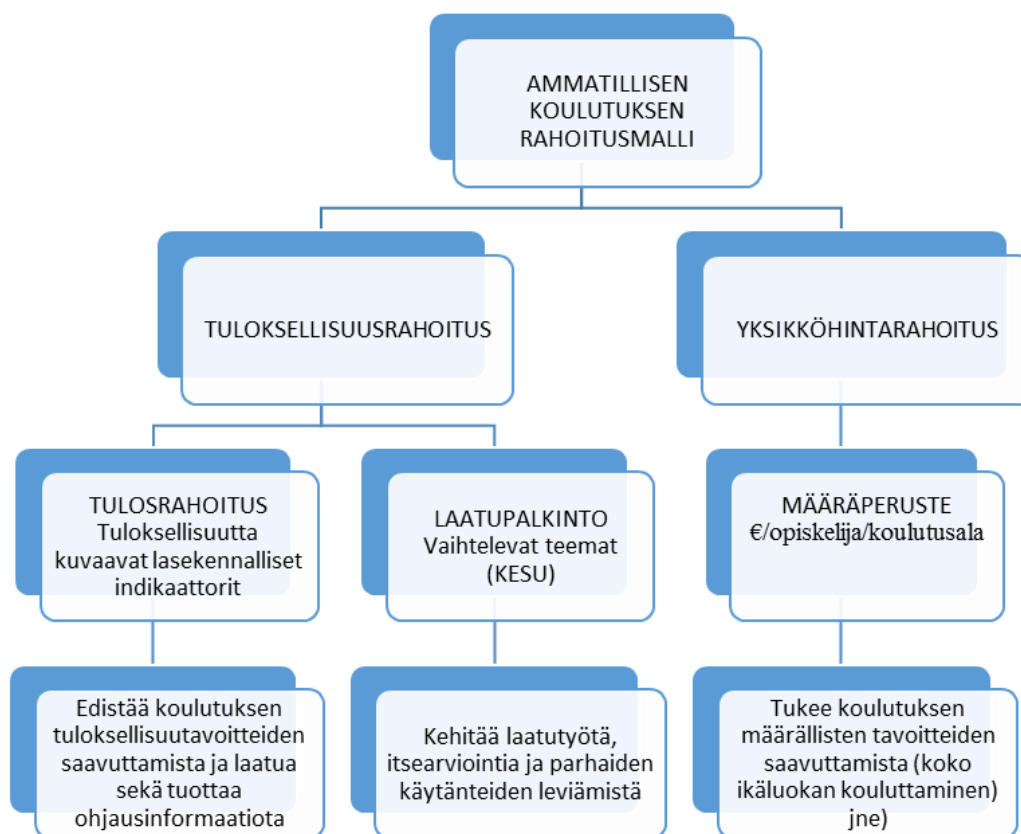 AMMATILLISEN
KOULUTUKSEN
RAHOITUSMALLI
TULOKSELLISUUSRAHOITUS
YKSIKKÖHINTARAHOITUS
TULOSRAHOITUS
Tuloksellisuutta
kuvaavat lasekennalliset
indikaattorit
LAATUPALKINTO
Vaihtelevat teemat
(KESU)
MÄÄRÄPERUSTE
€/opiskelija/koulutusala
Edistää koulutuksen
tuloksellisuutavoitteiden
saavuttamista ja laatua
sekä tuottaa
ohjausinformaatiota
Kehitää laatutyötä,
itsearviointia ja parhaiden
käytänteiden leviämistä
Tukee koulutuksen
määrällisten tavoitteiden
saavuttamista (koko
ikäluokan kouluttaminen)
jne)